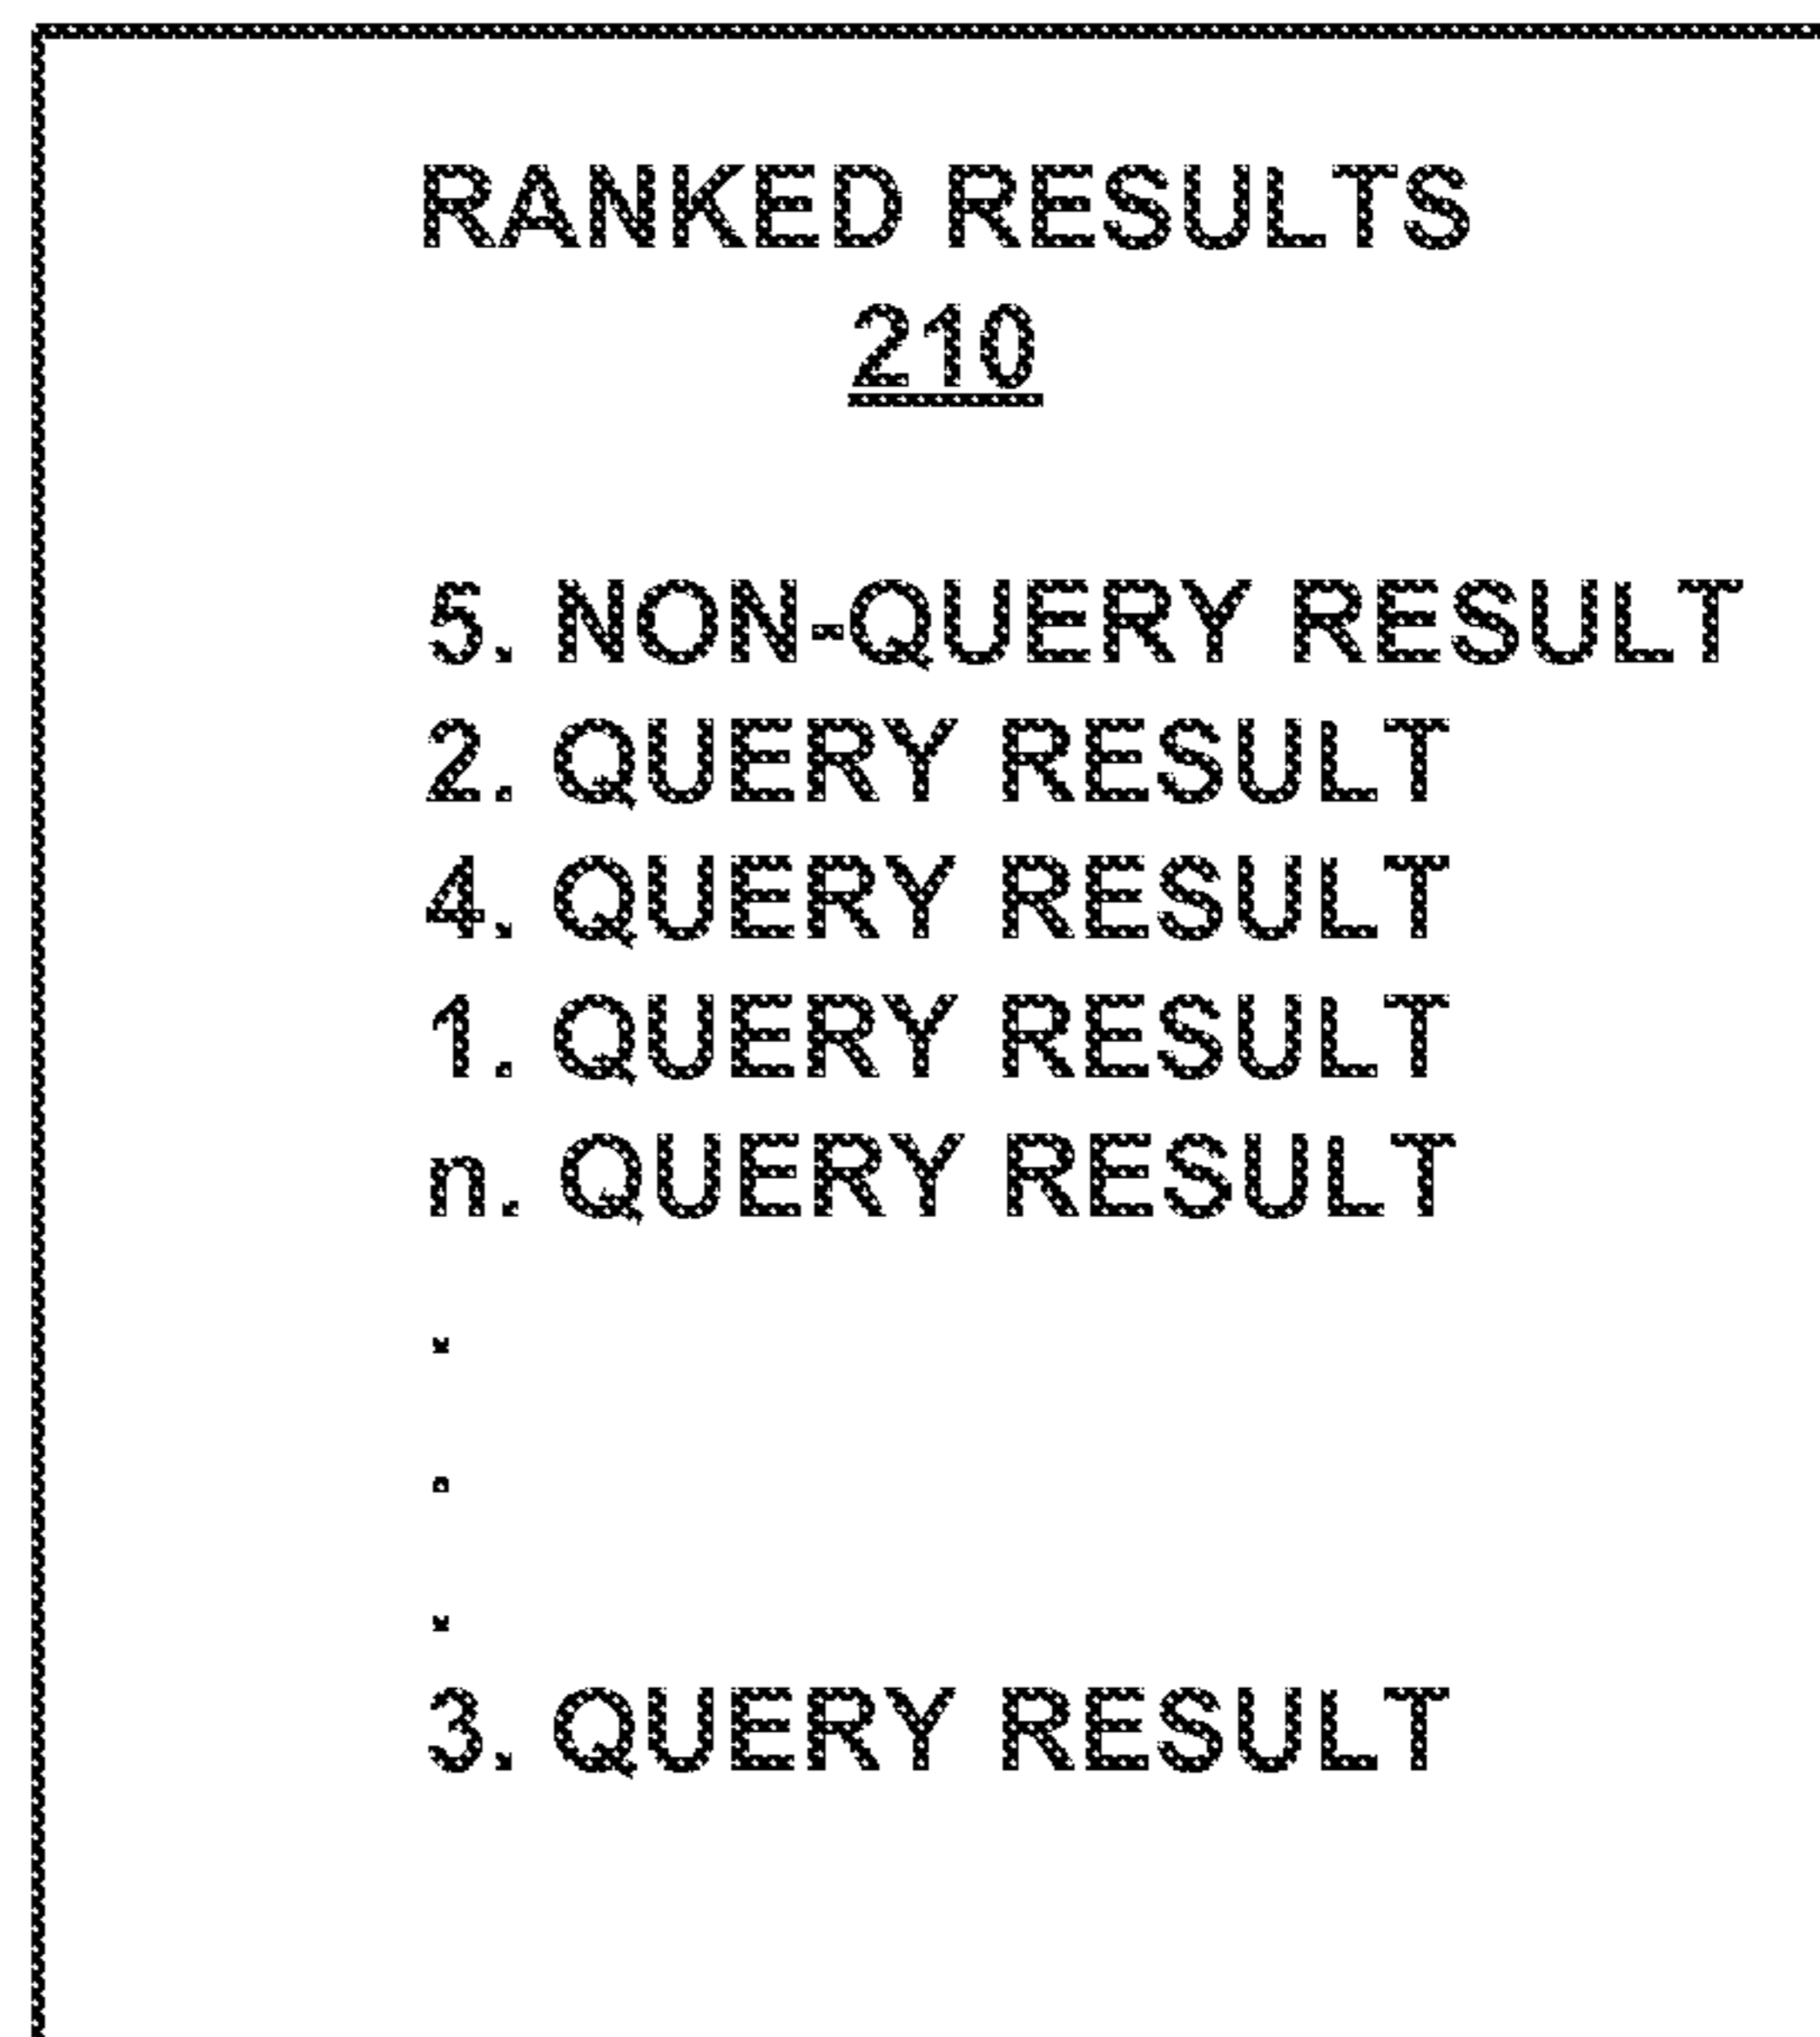 RANKED RESULTS
210
5. NON-QUERY RESULT
2. QUERY RESULT
4. QUERY RESULT
1. QUERY RESULT
n. QUERY RESULT
.
.
.
3. QUERY RESULT